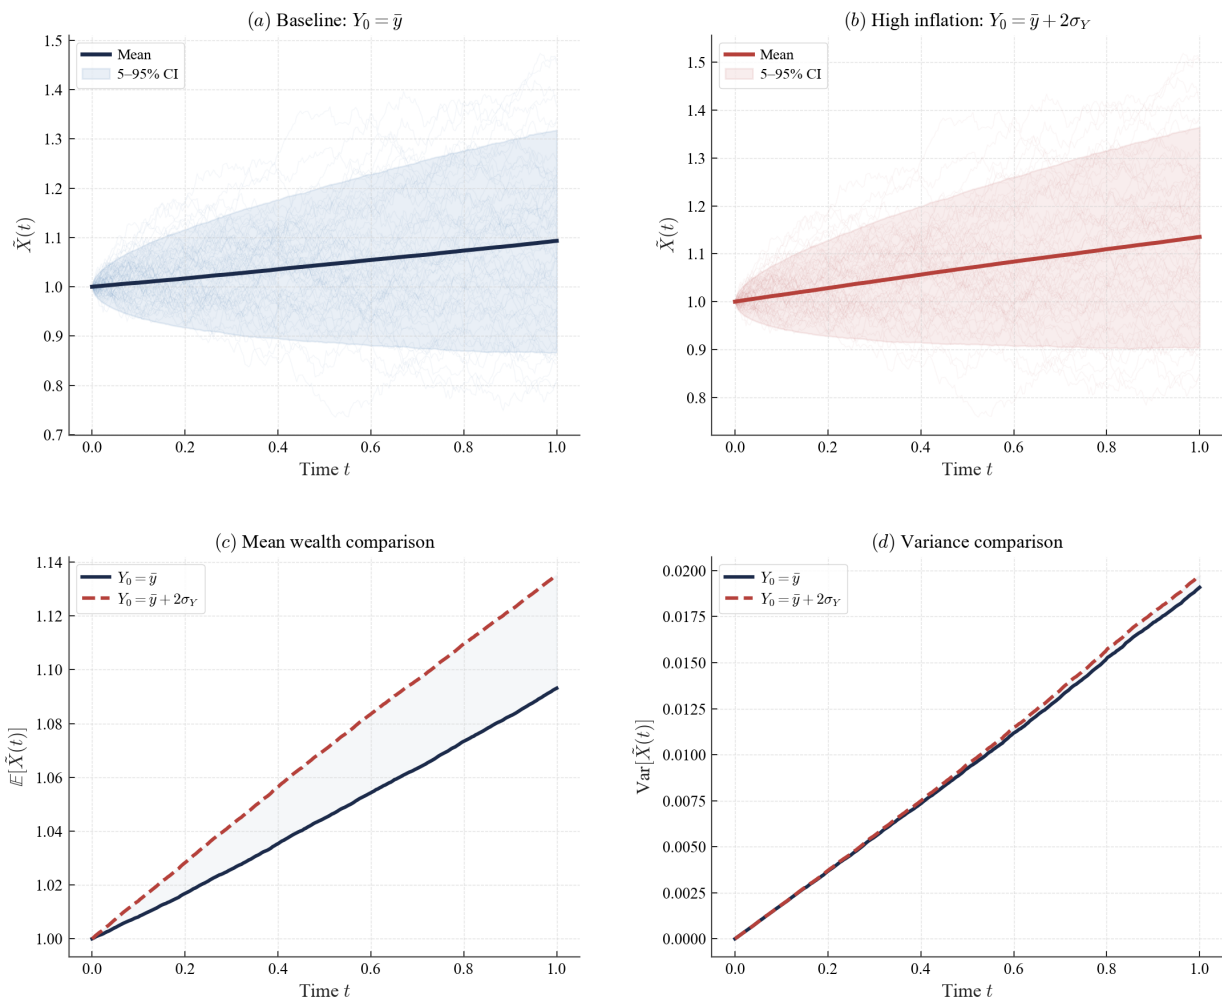 (a) Baseline: Y₀ = ȳ
1.5
1.4
1.3
1.2
1.1
1.0
0.9
0.8
0.7
X̃(t)
Mean
5–95% CI
0.0 0.2 0.4 0.6 0.8 1.0
Time t
(b) High inflation: Y₀ = ȳ + 2σ_Y
1.5
1.4
1.3
1.2
1.1
1.0
0.9
0.8
X̃(t)
Mean
5–95% CI
0.0 0.2 0.4 0.6 0.8 1.0
Time t
(c) Mean wealth comparison
1.14
1.12
1.10
1.08
1.06
1.04
1.02
1.00
𝔼[X̃(t)]
Y₀ = ȳ
Y₀ = ȳ + 2σ_Y
0.0 0.2 0.4 0.6 0.8 1.0
Time t
(d) Variance comparison
0.0200
0.0175
0.0150
0.0125
0.0100
0.0075
0.0050
0.0025
0.0000
Var[X̃(t)]
Y₀ = ȳ
Y₀ = ȳ + 2σ_Y
0.0 0.2 0.4 0.6 0.8 1.0
Time t